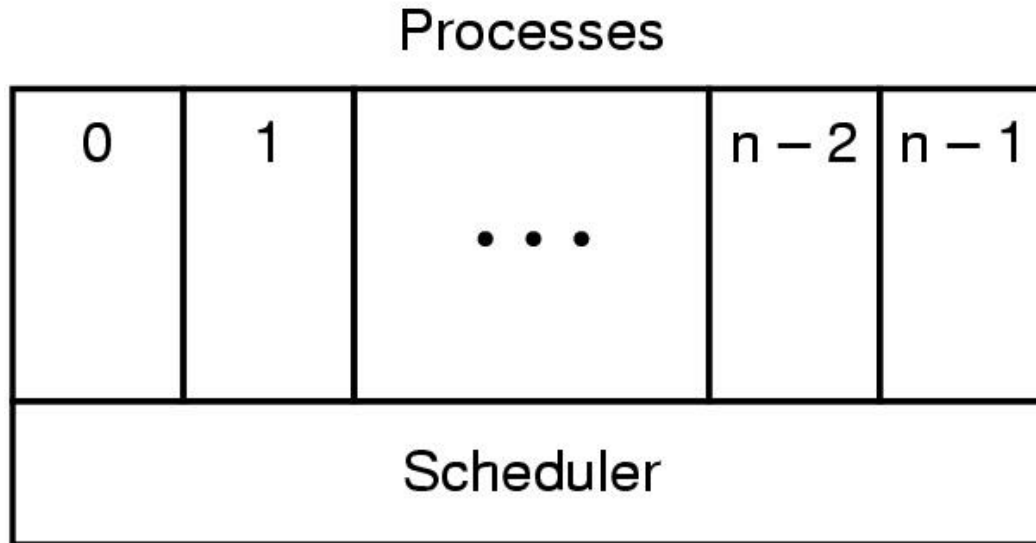 Processes
0 1 • • • n – 2 n – 1
Scheduler